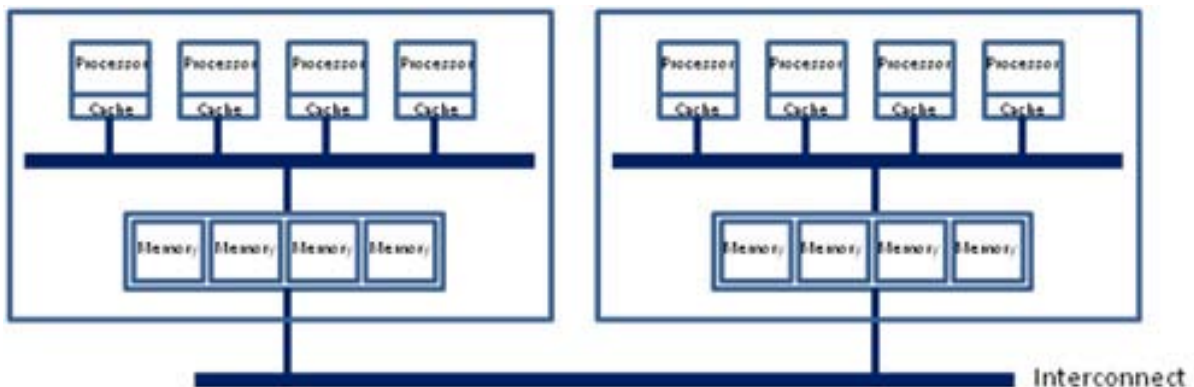 Processor Processor Processor Processor Processor Processor Processor Processor
Cache Cache Cache Cache Cache Cache Cache Cache
Memory Memory Memory Memory Memory Memory Memory Memory
Interconnect